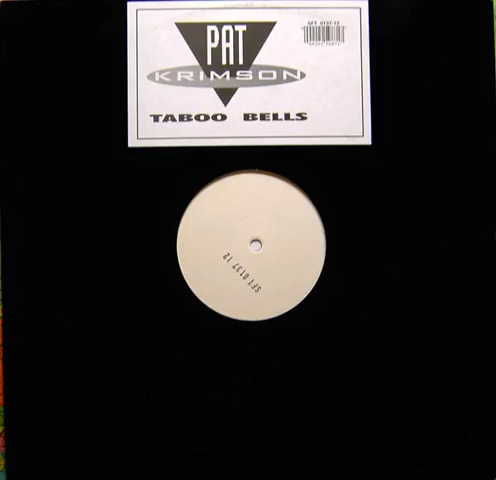 PAT
KRIMSON
TABOO BELLS
SFT 0137-12
SFT 0137 12